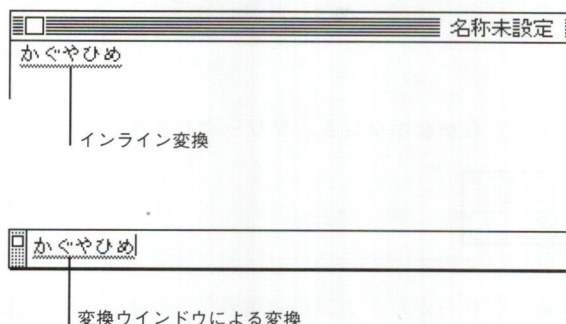 名称未設定
かぐやひめ
インライン変換
かぐやひめ
変換ウインドウによる変換